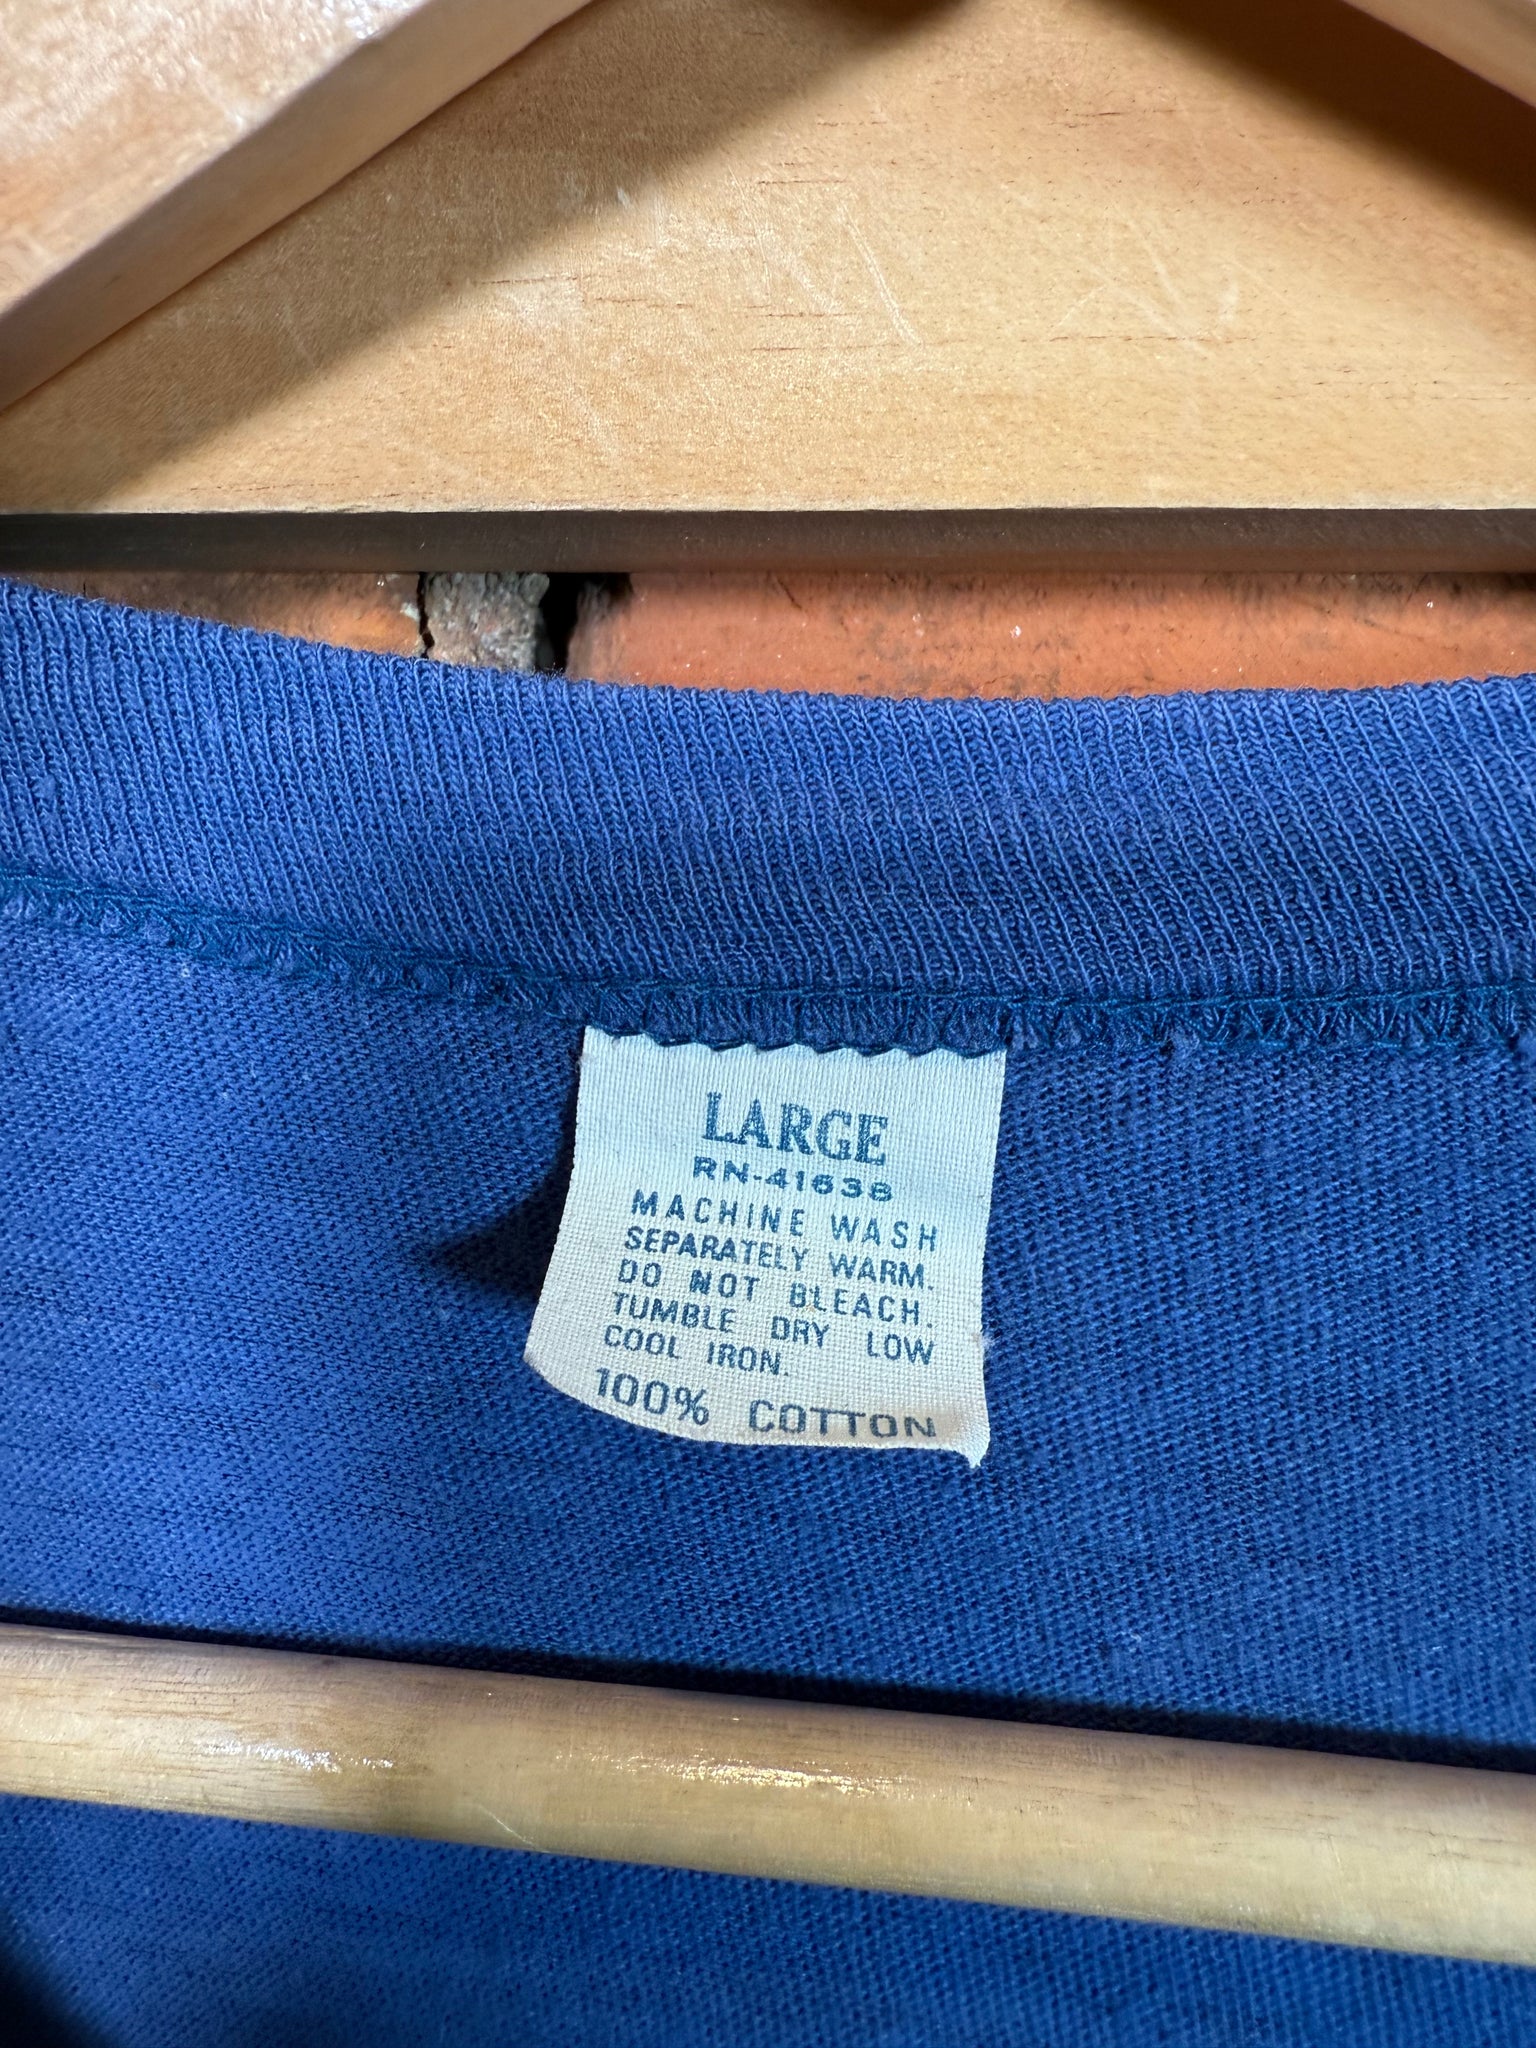 LARGE
RN-41638
MACHINE WASH
SEPARATELY WARM.
DO NOT BLEACH.
TUMBLE DRY LOW
COOL IRON.
100% COTTON